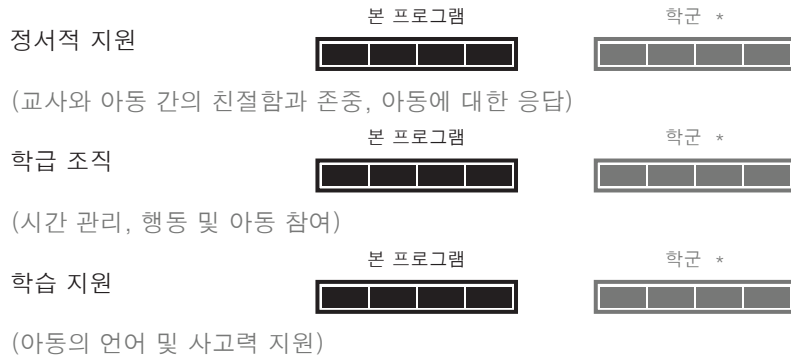 본 프로그램 학군 *
정서적 지원
(교사와 아동 간의 친절함과 존중, 아동에 대한 응답)
본 프로그램 학군 *
학급 조직
(시간 관리, 행동 및 아동 참여)
본 프로그램 학군 *
학습 지원
(아동의 언어 및 사고력 지원)